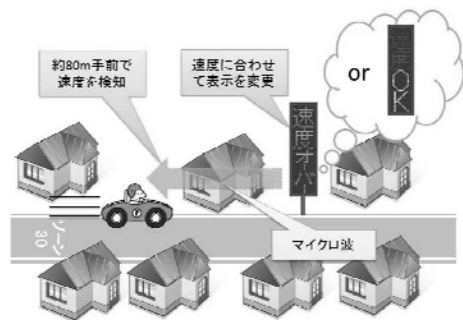 約80m手前で
速度を検知
速度に合わせ
て表示を変更
or
速度OK
速度オーバー
マイクロ波
ゾーン
30